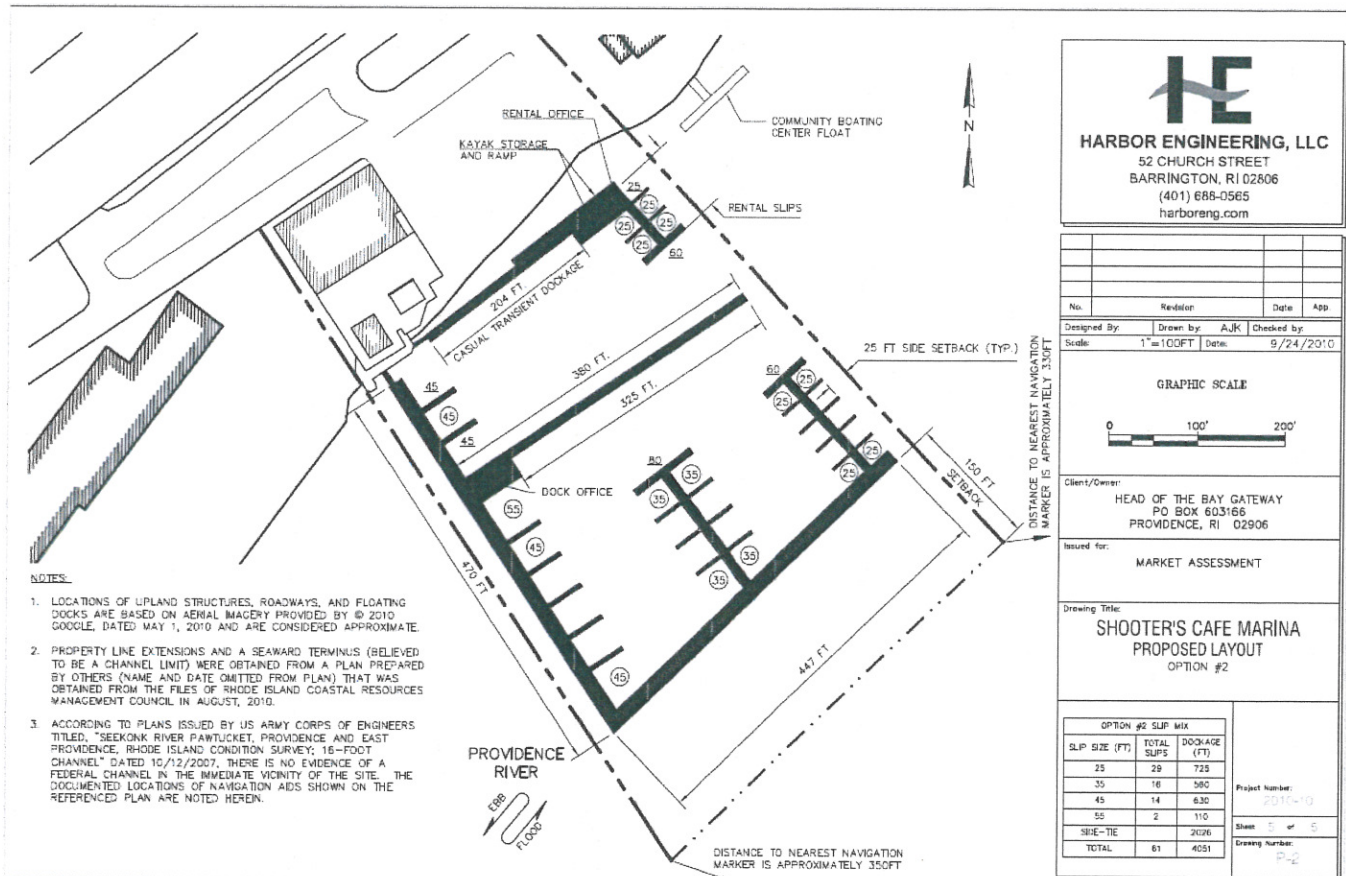 RENTAL OFFICE
KAYAK STORAGE
AND RAMP
COMMUNITY BOATING
CENTER FLOAT
N
RENTAL SLIPS
25
25
25
25
25
60
204 FT.
CASUAL TRANSIENT DOCKAGE
380 FT.
325 FT.
25 FT SIDE SETBACK (TYP.)
45
45
45
60
25
25
25
25
80
35
35
35
35
DOCK OFFICE
55
45
45
470 FT
447 FT
150 FT
SETBACK
DISTANCE TO NEAREST NAVIGATION
MARKER IS APPROXIMATELY 330FT
PROVIDENCE
RIVER
EBB
FLOOD
DISTANCE TO NEAREST NAVIGATION
MARKER IS APPROXIMATELY 350FT
NOTES:
1. LOCATIONS OF UPLAND STRUCTURES, ROADWAYS, AND FLOATING
DOCKS ARE BASED ON AERIAL IMAGERY PROVIDED BY © 2010
GOOGLE, DATED MAY 1, 2010 AND ARE CONSIDERED APPROXIMATE.
2. PROPERTY LINE EXTENSIONS AND A SEAWARD TERMINUS (BELIEVED
TO BE A CHANNEL LIMIT) WERE OBTAINED FROM A PLAN PREPARED
BY OTHERS (NAME AND DATE OMITTED FROM PLAN) THAT WAS
OBTAINED FROM THE FILES OF RHODE ISLAND COASTAL RESOURCES
MANAGEMENT COUNCIL IN AUGUST, 2010.
3. ACCORDING TO PLANS ISSUED BY US ARMY CORPS OF ENGINEERS
TITLED, "SEEKONK RIVER PAWTUCKET, PROVIDENCE AND EAST
PROVIDENCE, RHODE ISLAND CONDITION SURVEY; 16-FOOT
CHANNEL" DATED 10/12/2007, THERE IS NO EVIDENCE OF A
FEDERAL CHANNEL IN THE IMMEDIATE VICINITY OF THE SITE. THE
DOCUMENTED LOCATIONS OF NAVIGATION AIDS SHOWN ON THE
REFERENCED PLAN ARE NOTED HEREIN.
HE
HARBOR ENGINEERING, LLC
52 CHURCH STREET
BARRINGTON, RI 02806
(401) 688-0565
harboreng.com
No. Revision Date App.
Designed By: Drawn by: AJK Checked by:
Scale: 1"=100FT Date: 9/24/2010
GRAPHIC SCALE
0 100' 200'
Client/Owner:
HEAD OF THE BAY GATEWAY
PO BOX 603166
PROVIDENCE, RI 02906
Issued for:
MARKET ASSESSMENT
Drawing Title:
SHOOTER'S CAFE MARINA
PROPOSED LAYOUT
OPTION #2
OPTION #2 SLIP MIX
SLIP SIZE (FT) TOTAL SLIPS DOCKAGE (FT)
25 29 725
35 16 560
45 14 630
55 2 110
SIDE-TIE 2026
TOTAL 61 4051
Project Number:
2010-10
Sheet 5 of 5
Drawing Number:
P-2